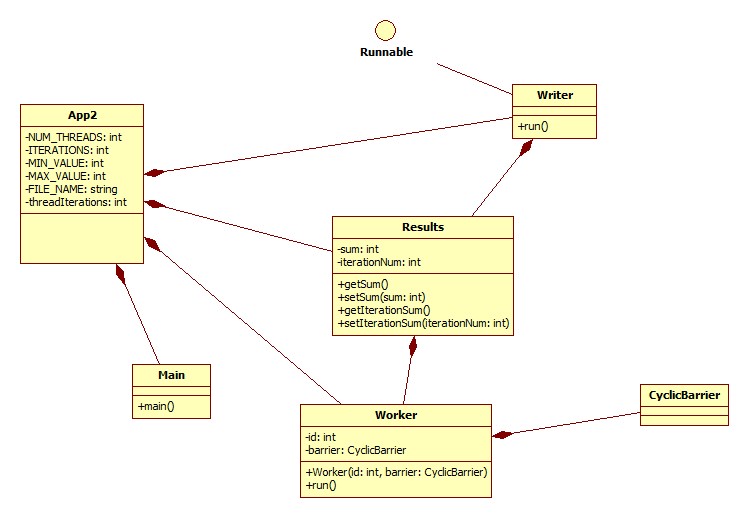 Runnable
Writer
+run()
App2
-NUM_THREADS: int
-ITERATIONS: int
-MIN_VALUE: int
-MAX_VALUE: int
-FILE_NAME: string
-threadIterations: int
Results
-sum: int
-iterationNum: int
+getSum()
+setSum(sum: int)
+getIterationSum()
+setIterationSum(iterationNum: int)
Main
+main()
Worker
-id: int
-barrier: CyclicBarrier
+Worker(id: int, barrier: CyclicBarrier)
+run()
CyclicBarrier